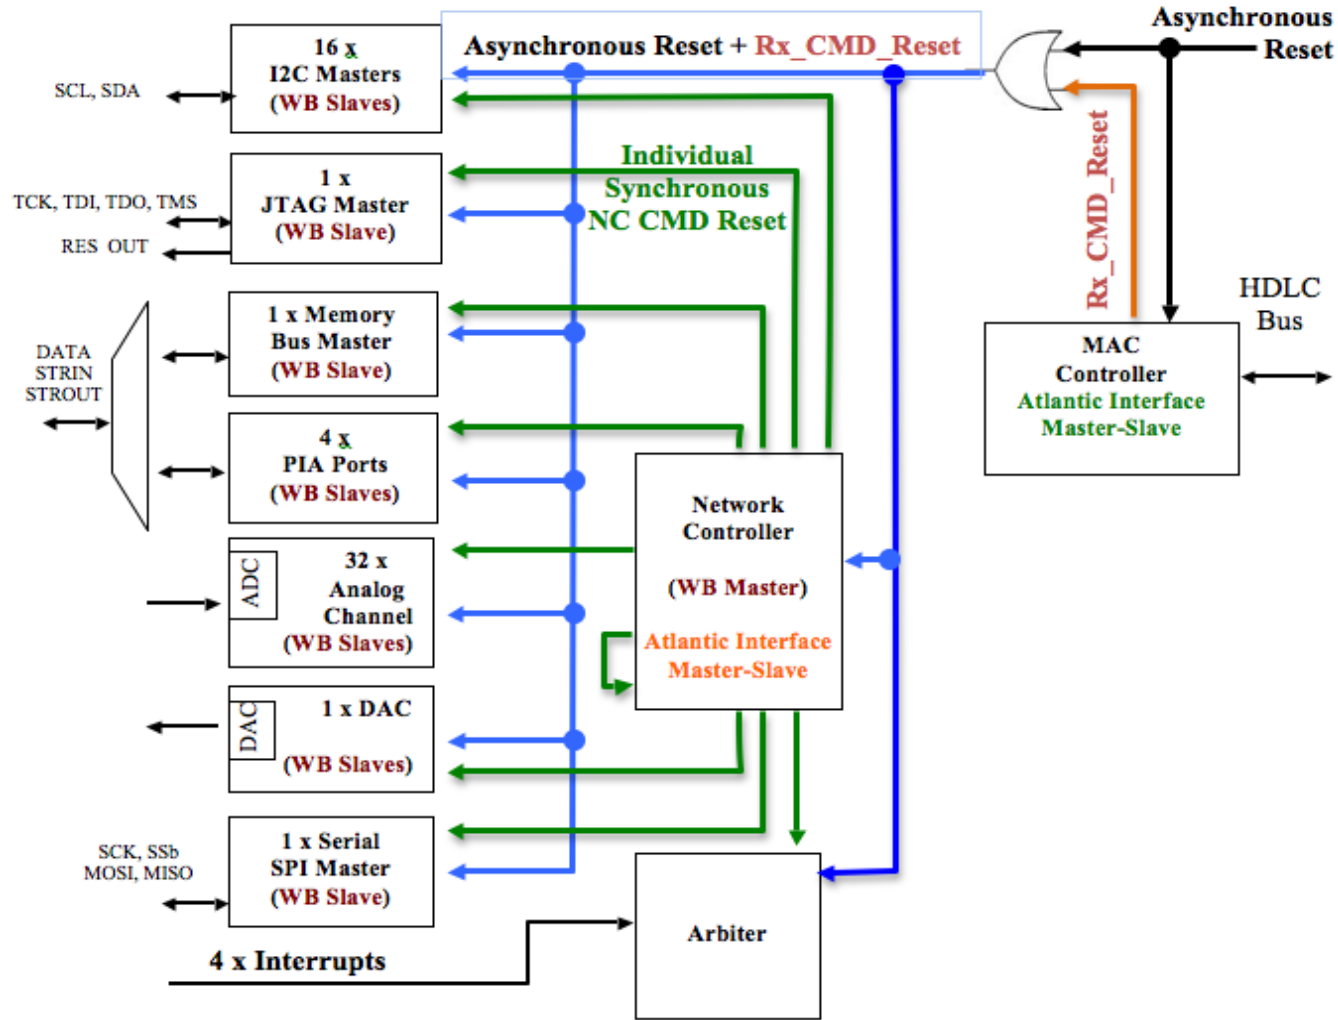 Asynchronous
Reset
Asynchronous Reset + Rx_CMD_Reset
16 x
I2C Masters
(WB Slaves)
SCL, SDA
Individual
Synchronous
NC CMD Reset
Rx_CMD_Reset
1 x
JTAG Master
(WB Slave)
TCK, TDI, TDO, TMS
RES OUT
HDLC
Bus
1 x Memory
Bus Master
(WB Slave)
DATA
STRIN
STROUT
MAC
Controller
Atlantic Interface
Master-Slave
4 x
PIA Ports
(WB Slaves)
Network
Controller
(WB Master)
Atlantic Interface
Master-Slave
ADC
32 x
Analog
Channel
(WB Slaves)
DAC
1 x DAC
(WB Slaves)
1 x Serial
SPI Master
(WB Slave)
SCK, SSb
MOSI, MISO
Arbiter
4 x Interrupts